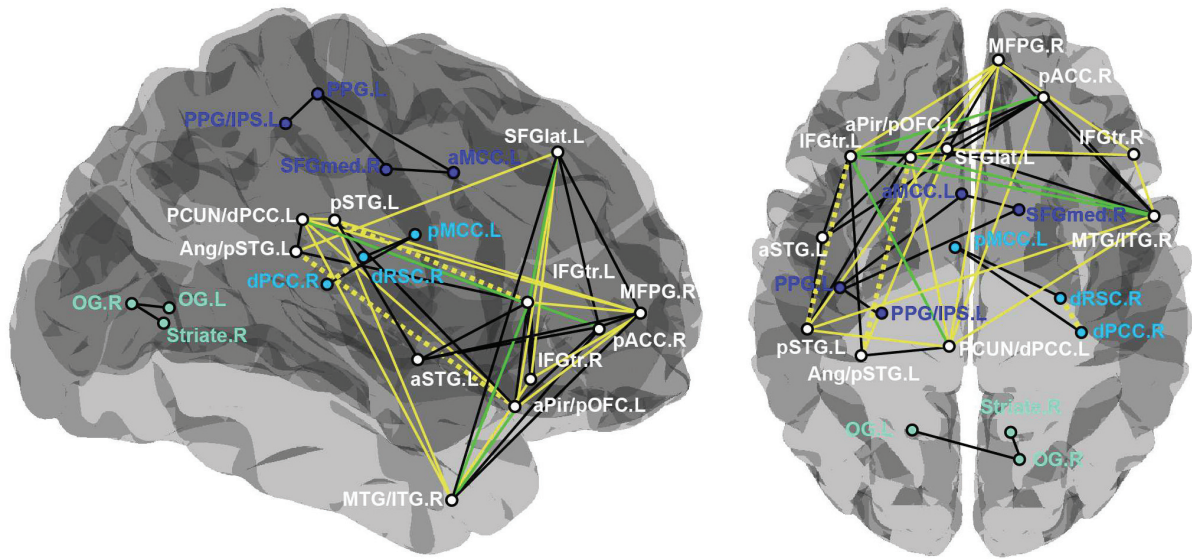 PPG.L
PPG/IPS.L
SFGmed.R
aMCC.L
SFGlat.L
PCUN/dPCC.L
pSTG.L
Ang/pSTG.L
pMCC.L
dPCC.R
dRSC.R
IFGtr.L
MFPG.R
OG.R
OG.L
Striate.R
pACC.R
aSTG.L
IFGtr.R
aPir/pOFC.L
MTG/ITG.R
MFPG.R
pACC.R
aPir/pOFC.L
IFGtr.L
IFGtr.R
SFGlat.L
aMCC.L
SFGmed.R
aSTG.L
pMCC.L
MTG/ITG.R
PPG.L
dRSC.R
PPG/IPS.L
dPCC.R
pSTG.L
PCUN/dPCC.L
Ang/pSTG.L
Striate.R
OG.L
OG.R